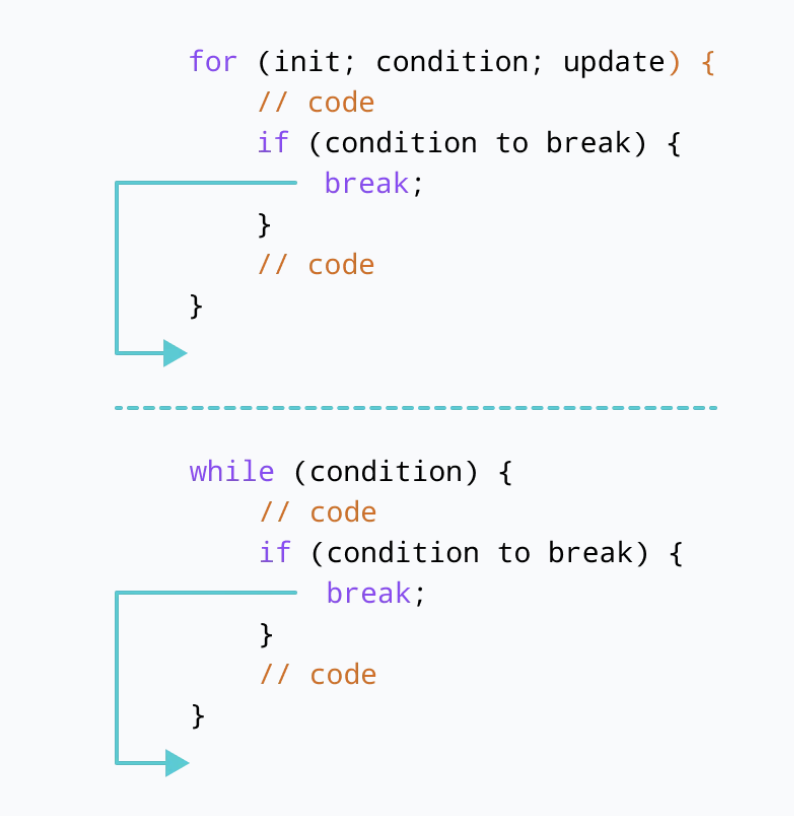 for (init; condition; update) {
// code
if (condition to break) {
break;
}
// code
}
while (condition) {
// code
if (condition to break) {
break;
}
// code
}